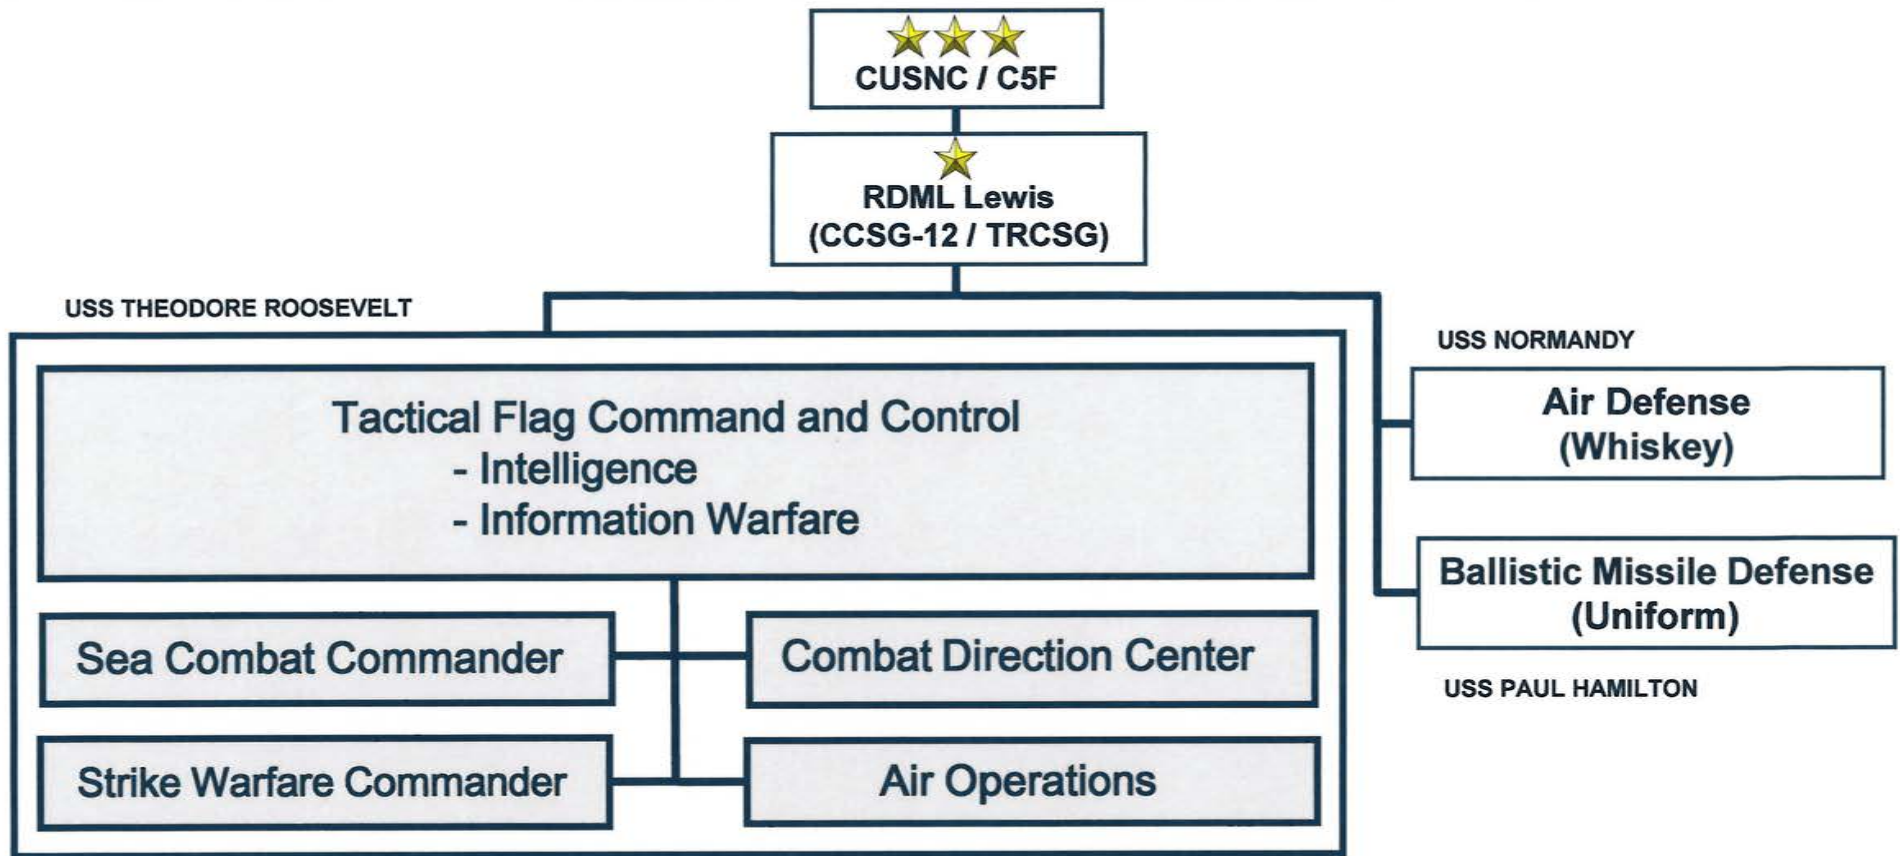 CUSNC / C5F
RDML Lewis
(CCSG-12 / TRCSG)
USS THEODORE ROOSEVELT
Tactical Flag Command and Control
- Intelligence
- Information Warfare
Sea Combat Commander
Combat Direction Center
Strike Warfare Commander
Air Operations
USS NORMANDY
Air Defense
(Whiskey)
Ballistic Missile Defense
(Uniform)
USS PAUL HAMILTON